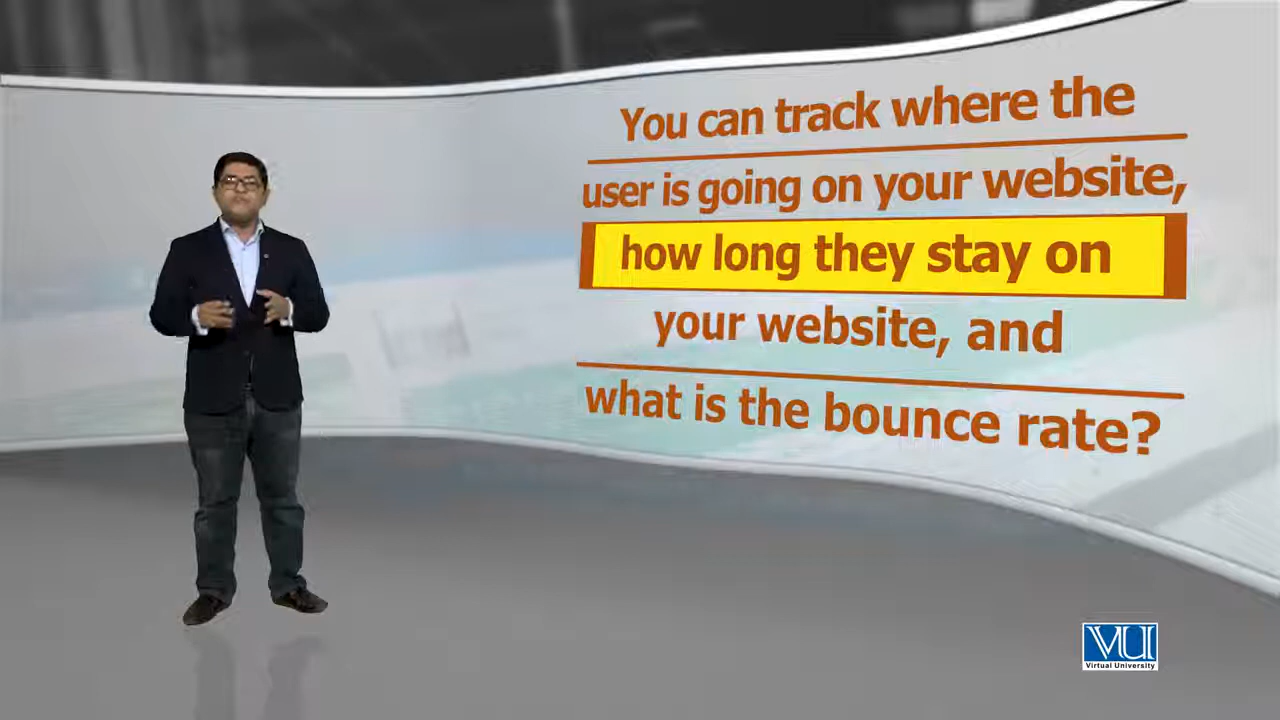 You can track where the
user is going on your website,
how long they stay on
your website, and
what is the bounce rate?
VU
Virtual University